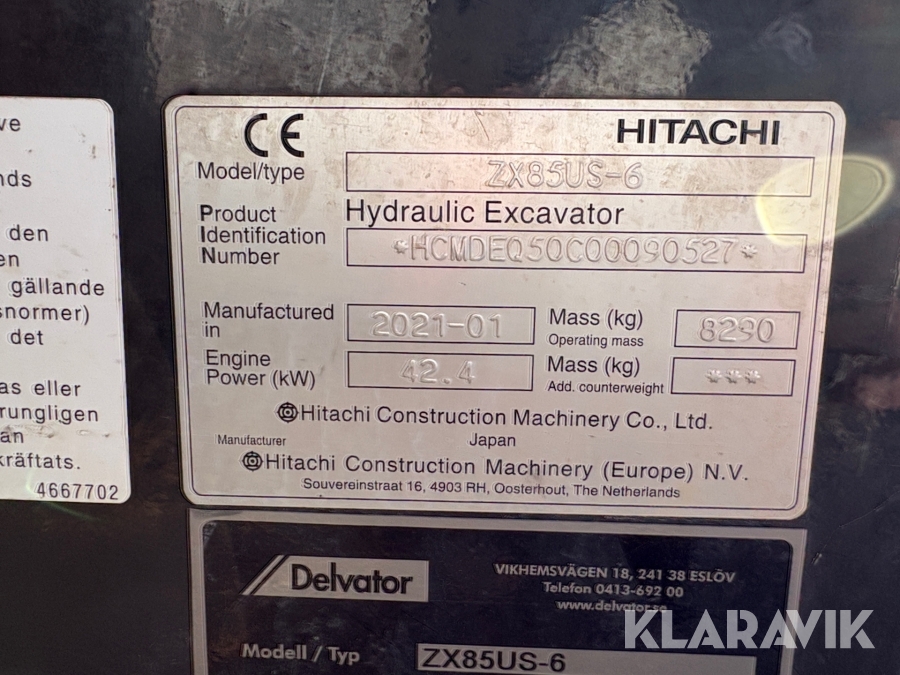 ve
nds
den
en
gällande
snormer)
det
as eller
rungligen
an
kräftats.
4667702
CE
HITACHI
Model/type ZX85US-6
Hydraulic Excavator
Product
Identification
Number
*HCMDEQ50C00090527*
Manufactured
in
2021-01
Mass (kg)
Operating mass
8290
Engine
Power (kW)
42.4
Mass (kg)
Add. counterweight
***
Hitachi Construction Machinery Co., Ltd.
Japan
Manufacturer
Hitachi Construction Machinery (Europe) N.V.
Souvereinstraat 16, 4903 RH, Oosterhout, The Netherlands
Delvator
VIKHEMSVÄGEN 18, 241 38 ESLÖV
Telefon 0413-692 00
www.delvator.se
Modell / Typ ZX85US-6
KLARAVIK